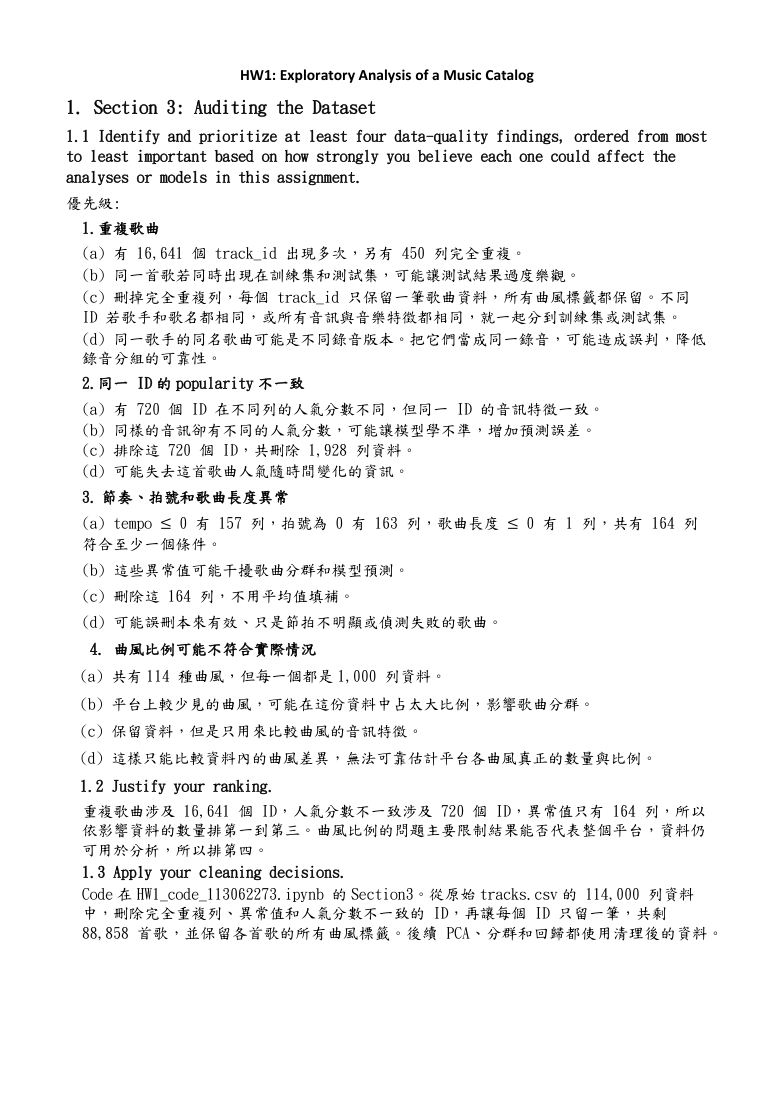 HW1: Exploratory Analysis of a Music Catalog
1. Section 3: Auditing the Dataset
1.1 Identify and prioritize at least four data-quality findings, ordered from most
to least important based on how strongly you believe each one could affect the
analyses or models in this assignment.
優先級:
1.重複歌曲
(a) 有 16,641 個 track_id 出現多次，另有 450 列完全重複。
(b) 同一首歌若同時出現在訓練集和測試集，可能讓測試結果過度樂觀。
(c) 刪掉完全重複列，每個 track_id 只保留一筆歌曲資料，所有曲風標籤都保留。不同
ID 若歌手和歌名都相同，或所有音訊與音樂特徵都相同，就一起分到訓練集或測試集。
(d) 同一歌手的同名歌曲可能是不同錄音版本。把它們當成同一錄音，可能造成誤判，降低
錄音分組的可靠性。
2.同一 ID 的 popularity 不一致
(a) 有 720 個 ID 在不同列的人氣分數不同，但同一 ID 的音訊特徵一致。
(b) 同樣的音訊卻有不同的人氣分數，可能讓模型學不準，增加預測誤差。
(c) 排除這 720 個 ID，共刪除 1,928 列資料。
(d) 可能失去這首歌曲人氣隨時間變化的資訊。
3. 節奏、拍號和歌曲長度異常
(a) tempo ≤ 0 有 157 列，拍號為 0 有 163 列，歌曲長度 ≤ 0 有 1 列，共有 164 列
符合至少一個條件。
(b) 這些異常值可能干擾歌曲分群和模型預測。
(c) 刪除這 164 列，不用平均值填補。
(d) 可能誤刪本來有效、只是節拍不明顯或偵測失敗的歌曲。
4. 曲風比例可能不符合實際情況
(a) 共有 114 種曲風，但每一個都是 1,000 列資料。
(b) 平台上較少見的曲風，可能在這份資料中占太大比例，影響歌曲分群。
(c) 保留資料，但是只用來比較曲風的音訊特徵。
(d) 這樣只能比較資料內的曲風差異，無法可靠估計平台各曲風真正的數量與比例。
1.2 Justify your ranking.
重複歌曲涉及 16,641 個 ID，人氣分數不一致涉及 720 個 ID，異常值只有 164 列，所以
依影響資料的數量排第一到第三。曲風比例的問題主要限制結果能否代表整個平台，資料仍
可用於分析，所以排第四。
1.3 Apply your cleaning decisions.
Code 在 HW1_code_113062273.ipynb 的 Section3。從原始 tracks.csv 的 114,000 列資料
中，刪除完全重複列、異常值和人氣分數不一致的 ID，再讓每個 ID 只留一筆，共剩
88,858 首歌，並保留各首歌的所有曲風標籤。後續 PCA、分群和回歸都使用清理後的資料。